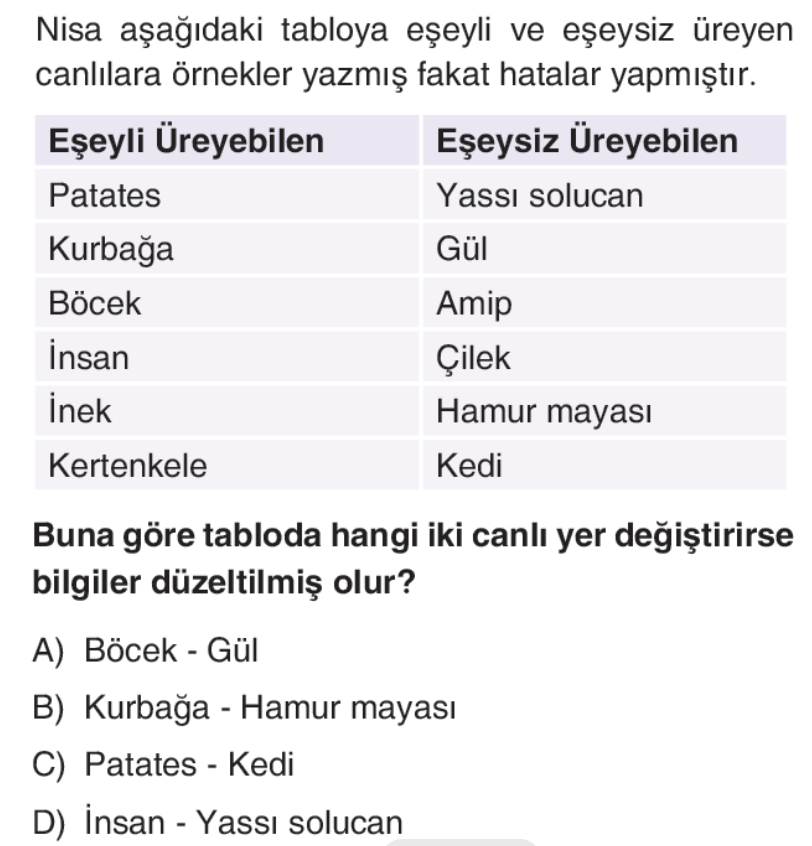 Nisa aşağıdaki tabloya eşeyli ve eşeysiz üreyen
canlılara örnekler yazmış fakat hatalar yapmıştır.
Eşeyli Üreyebilen Eşeysiz Üreyebilen
Patates Yassı solucan
Kurbağa Gül
Böcek Amip
İnsan Çilek
İnek Hamur mayası
Kertenkele Kedi
Buna göre tabloda hangi iki canlı yer değiştirirse
bilgiler düzeltilmiş olur?
A) Böcek - Gül
B) Kurbağa - Hamur mayası
C) Patates - Kedi
D) İnsan - Yassı solucan